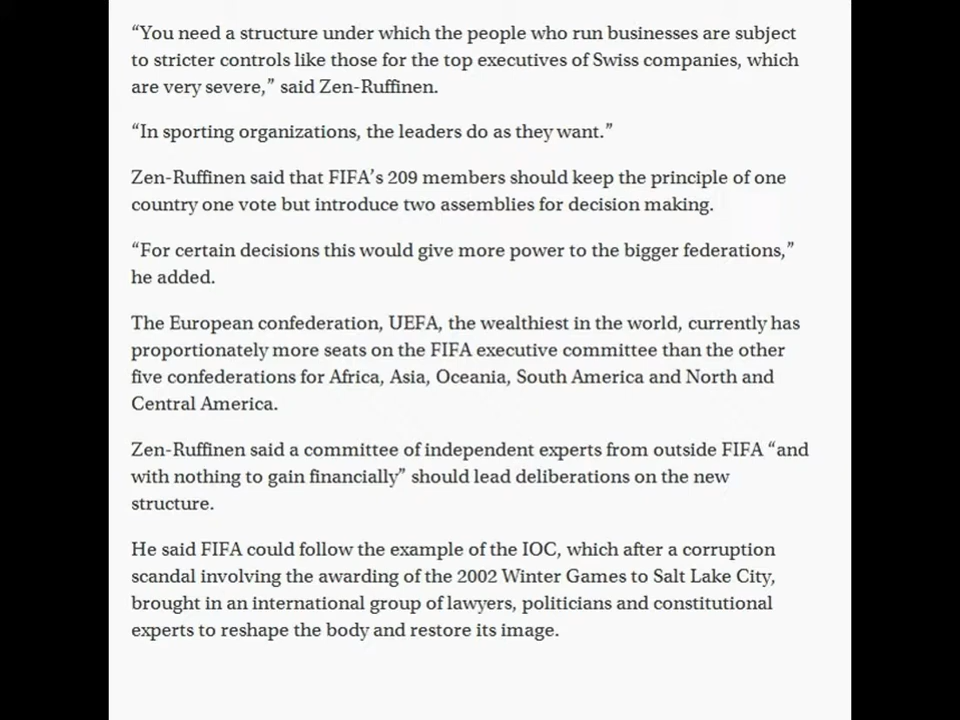 “You need a structure under which the people who run businesses are subject
to stricter controls like those for the top executives of Swiss companies, which
are very severe,” said Zen-Ruffinen.
“In sporting organizations, the leaders do as they want.”
Zen-Ruffinen said that FIFA’s 209 members should keep the principle of one
country one vote but introduce two assemblies for decision making.
“For certain decisions this would give more power to the bigger federations,”
he added.
The European confederation, UEFA, the wealthiest in the world, currently has
proportionately more seats on the FIFA executive committee than the other
five confederations for Africa, Asia, Oceania, South America and North and
Central America.
Zen-Ruffinen said a committee of independent experts from outside FIFA “and
with nothing to gain financially” should lead deliberations on the new
structure.
He said FIFA could follow the example of the IOC, which after a corruption
scandal involving the awarding of the 2002 Winter Games to Salt Lake City,
brought in an international group of lawyers, politicians and constitutional
experts to reshape the body and restore its image.